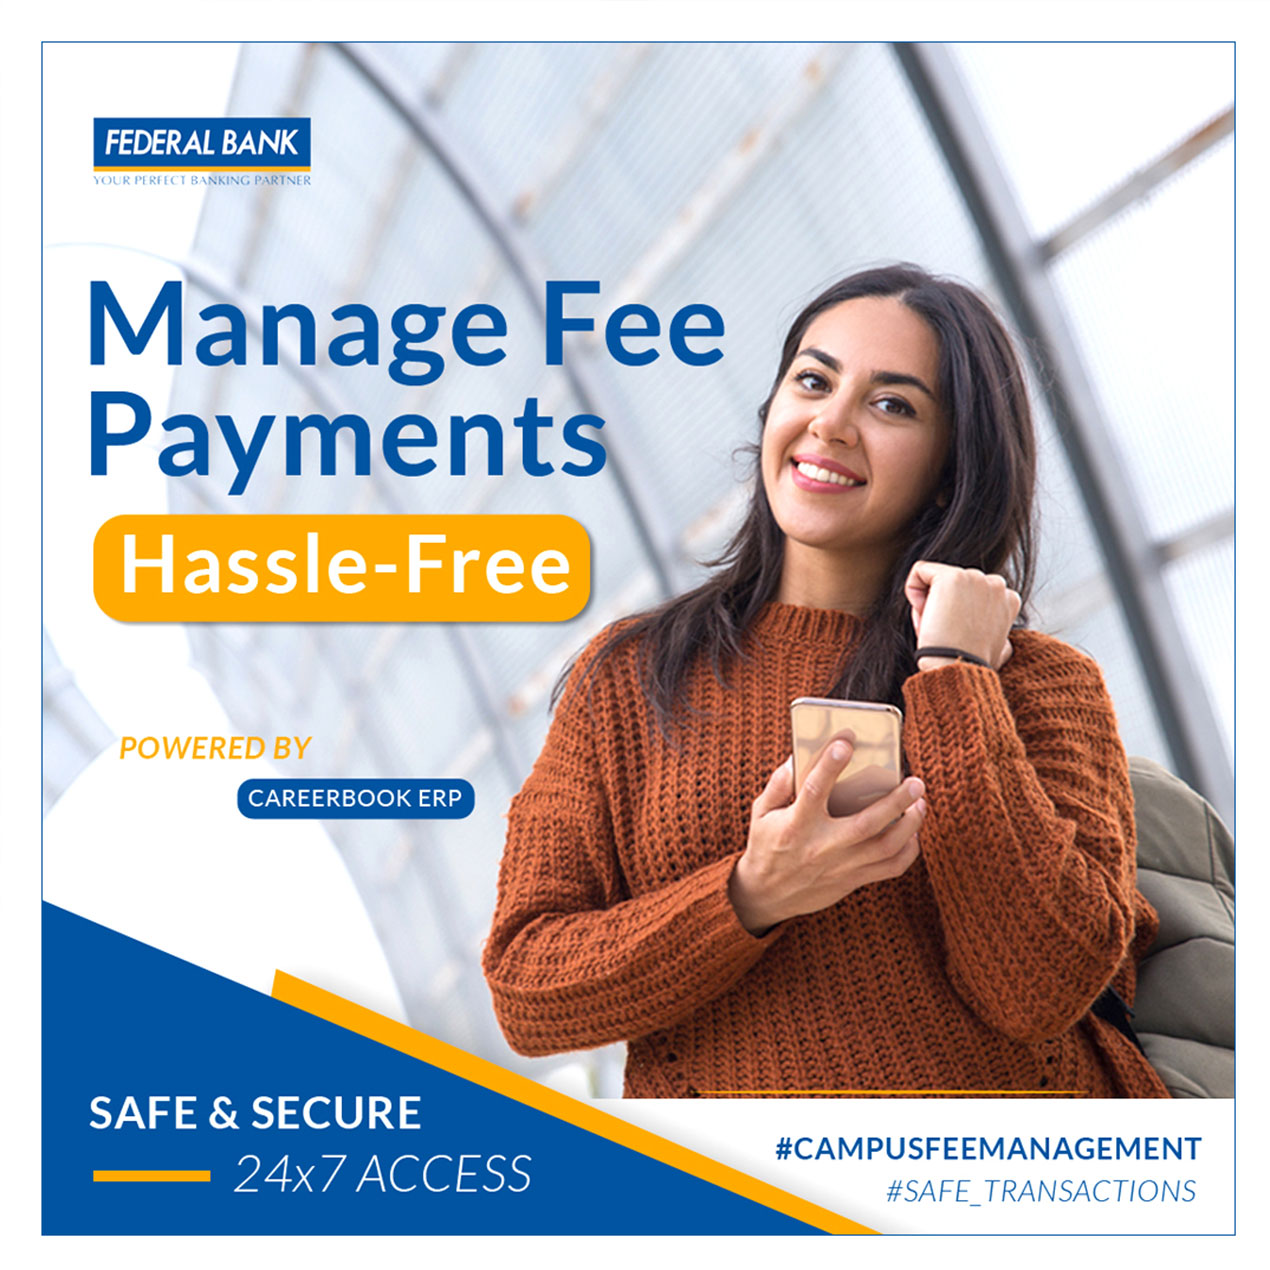 FEDERAL BANK
YOUR PERFECT BANKING PARTNER
Manage Fee
Payments
Hassle-Free
POWERED BY
CAREERBOOK ERP
SAFE & SECURE
24x7 ACCESS
#CAMPUSFEEMANAGEMENT
#SAFE_TRANSACTIONS